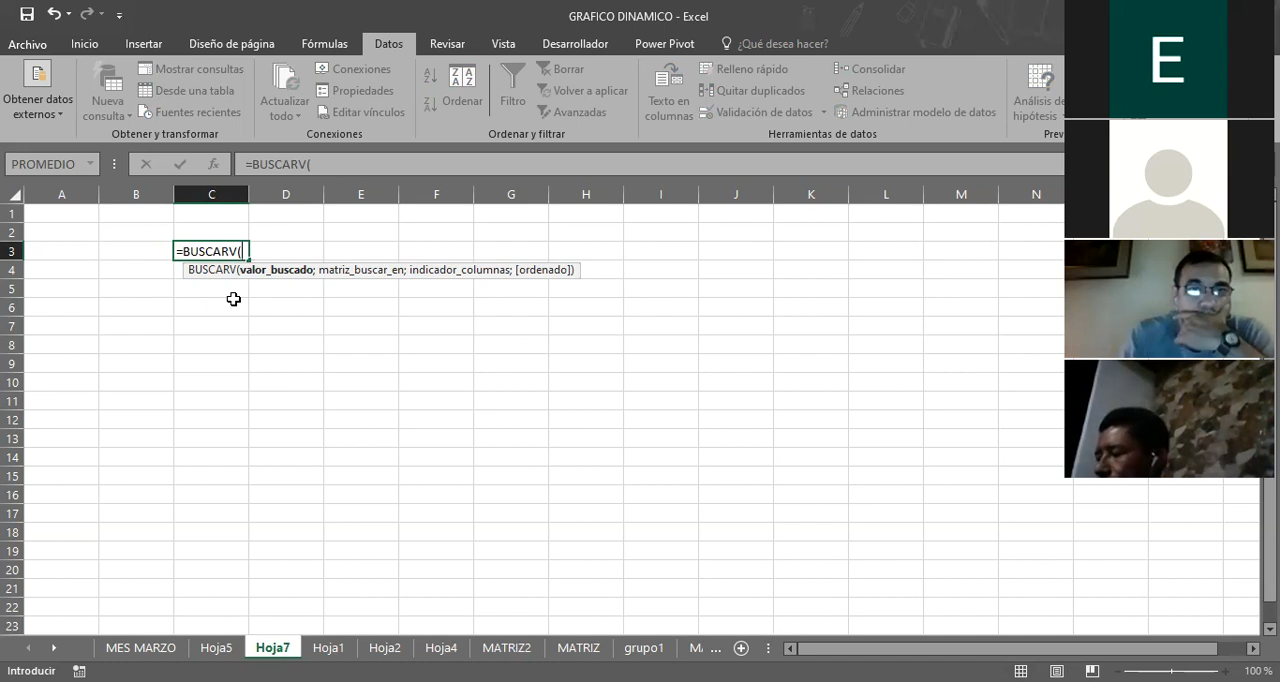 GRAFICO DINAMICO - Excel
Archivo Inicio Insertar Diseño de página Fórmulas Datos Revisar Vista Desarrollador Power Pivot ¿Qué desea hacer?
Obtener datos externos
Nueva consulta
Mostrar consultas
Desde una tabla
Fuentes recientes
Obtener y transformar
Actualizar todo
Conexiones
Propiedades
Editar vínculos
Conexiones
Ordenar
Filtro
Borrar
Volver a aplicar
Avanzadas
Ordenar y filtrar
Texto en columnas
Relleno rápido
Quitar duplicados
Validación de datos
Consolidar
Relaciones
Administrar modelo de datos
Herramientas de datos
Análisis de hipótesis
Prev
E
PROMEDIO fx =BUSCARV(
A B C D E F G H I J K L M N
1
2
3 =BUSCARV(
4 BUSCARV(valor_buscado; matriz_buscar_en; indicador_columnas; [ordenado])
5
6
7
8
9
10
11
12
13
14
15
16
17
18
19
20
21
22
23
MES MARZO Hoja5 Hoja7 Hoja1 Hoja2 Hoja4 MATRIZ2 MATRIZ grupo1 ...
Introducir 100 %